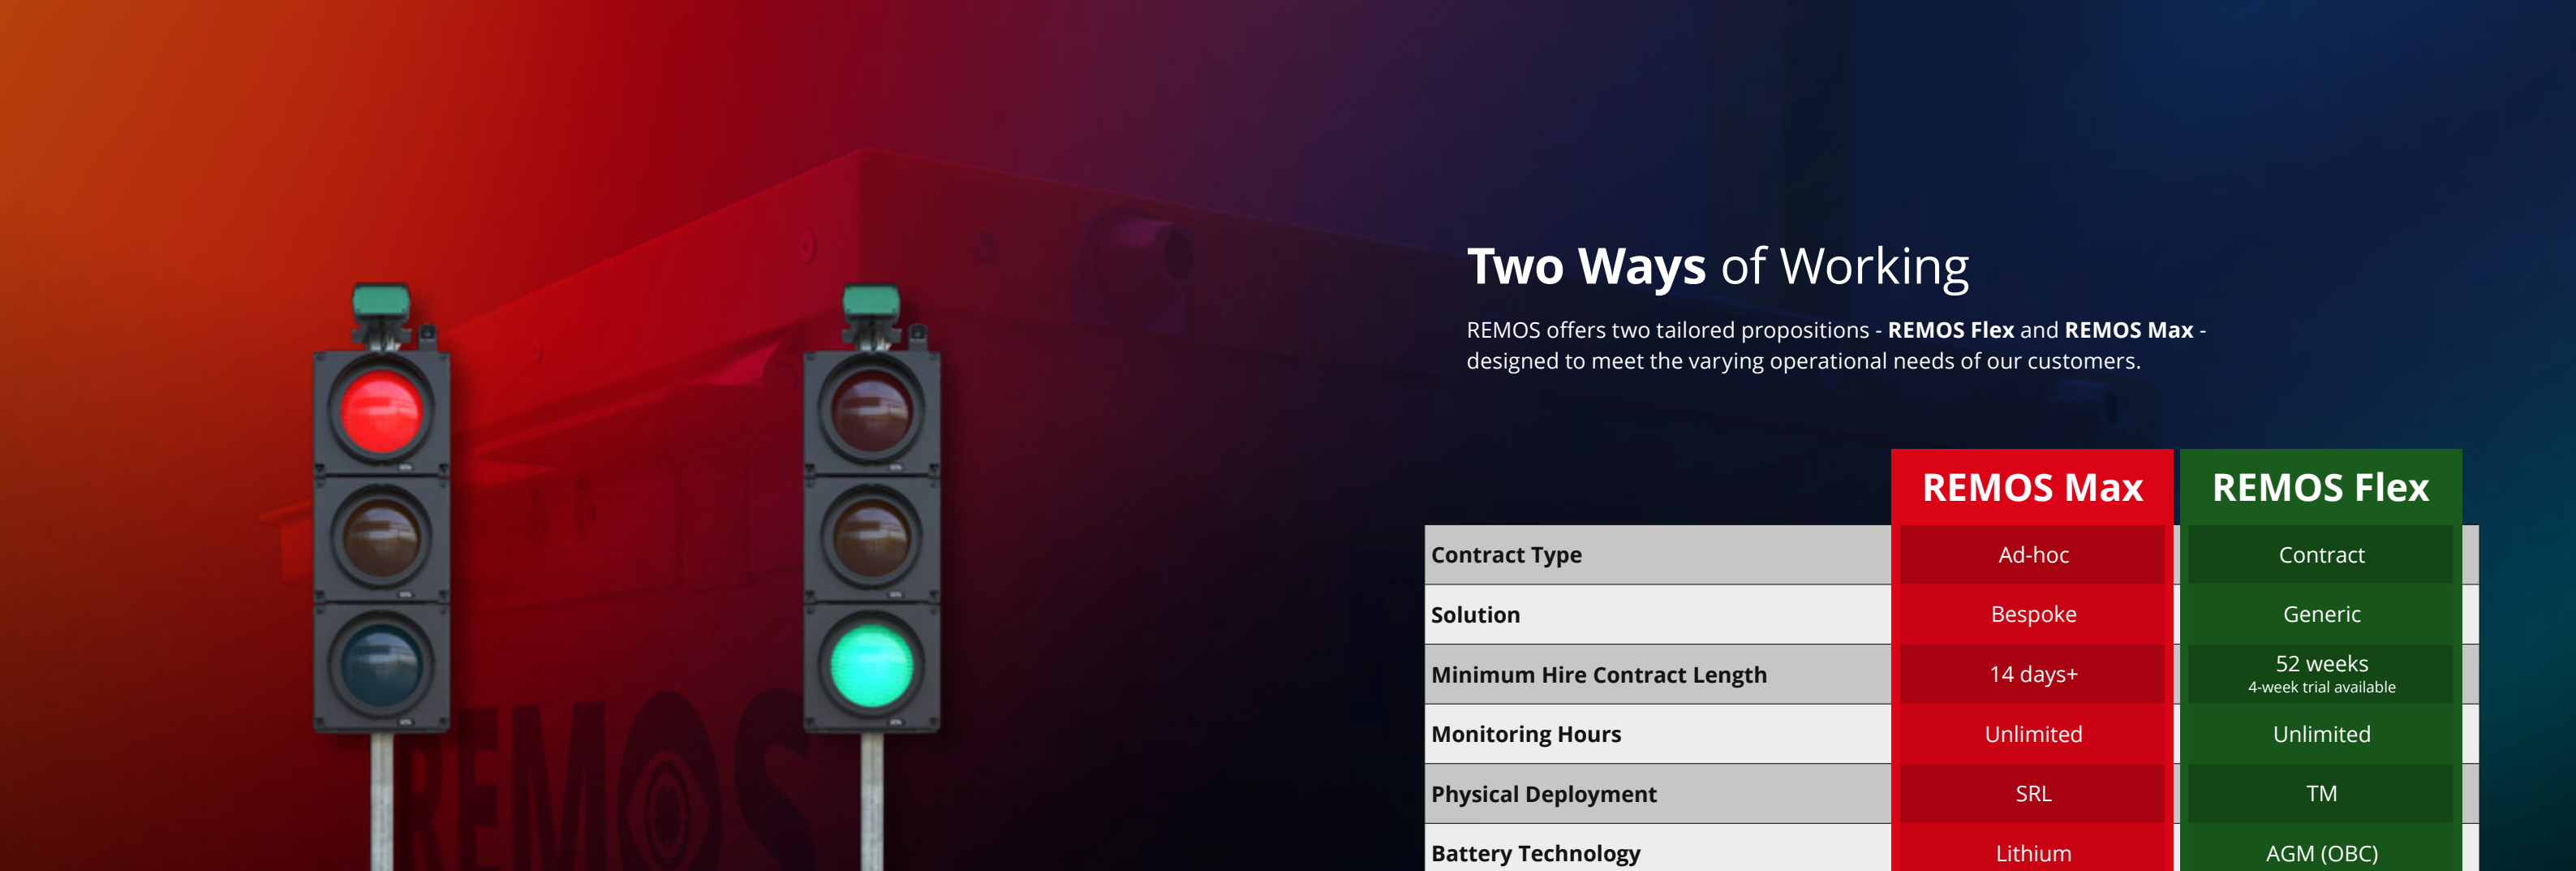 Two Ways of Working
REMOS offers two tailored propositions - REMOS Flex and REMOS Max -
designed to meet the varying operational needs of our customers.
REMOS Max REMOS Flex
Contract Type Ad-hoc Contract
Solution Bespoke Generic
Minimum Hire Contract Length 14 days+ 52 weeks
4-week trial available
Monitoring Hours Unlimited Unlimited
Physical Deployment SRL TM
Battery Technology Lithium AGM (OBC)
REMOS